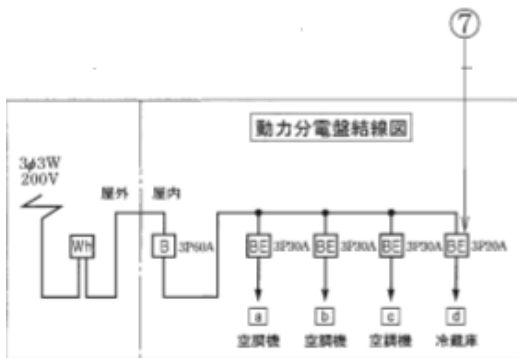 ⑦
動力分電盤結線図
3φ3W
200V
屋外 屋内
Wh B 3P60A BE 3P30A BE 3P30A BE 3P30A BE 3P20A
a b c d
空調機 空調機 空調機 冷蔵庫